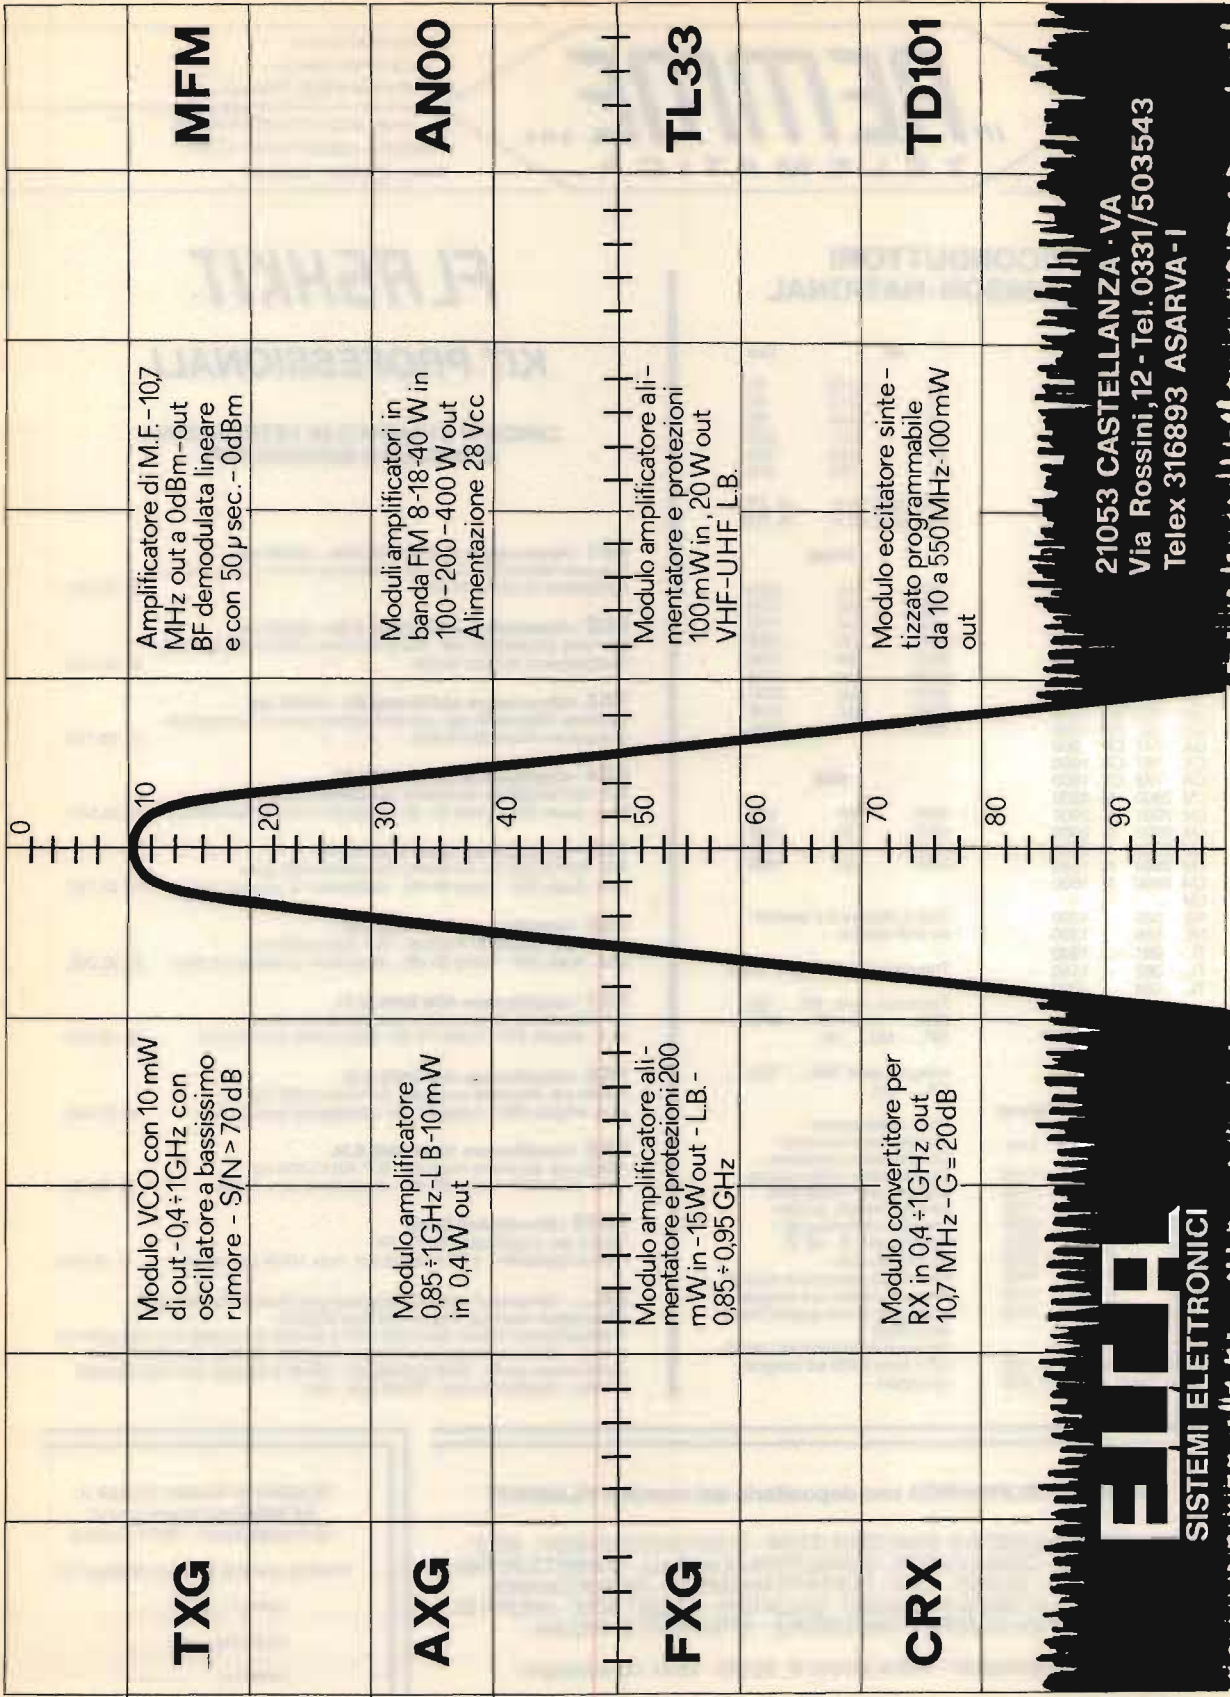 TXG
Modulo VCO con 10 mW
di out - 0,4 ÷ 1GHz con
oscillatore a bassissimo
rumore - S/N > 70 dB
AXG
Modulo amplificatore
0,85 ÷ 1GHz - LB - 10 mW
in 0,4W out
FXG
Modulo amplificatore ali-
mentatore e protezioni 200
mW in - 15W out - L.B. -
0,85 ÷ 0,95 GHz
CRX
Modulo convertitore per
RX in 0,4 ÷ 1GHz out
10,7 MHz - G = 20dB
0
10
20
30
40
50
60
70
80
90
Amplificatore di M.F. - 10,7
MHz out a 0dBm - out
BF demodulata lineare
e con 50 µ sec. - 0dBm
MFM
Moduli amplificatori in
banda FM 8-18-40 W in
100-200-400 W out
Alimentazione 28 Vcc
AN00
Modulo amplificatore ali-
mentatore e protezioni
100 mW in, 20 W out
VHF-UHF L.B.
TL33
Modulo eccitatore sinte-
tizzato programmabile
da 10 a 550 MHz-100mW
out
TD101
ELTA
SISTEMI ELETTRONICI
21053 CASTELLANZA · VA
Via Rossini, 12 - Tel. 0331/503543
Telex 316893 ASARVA - I